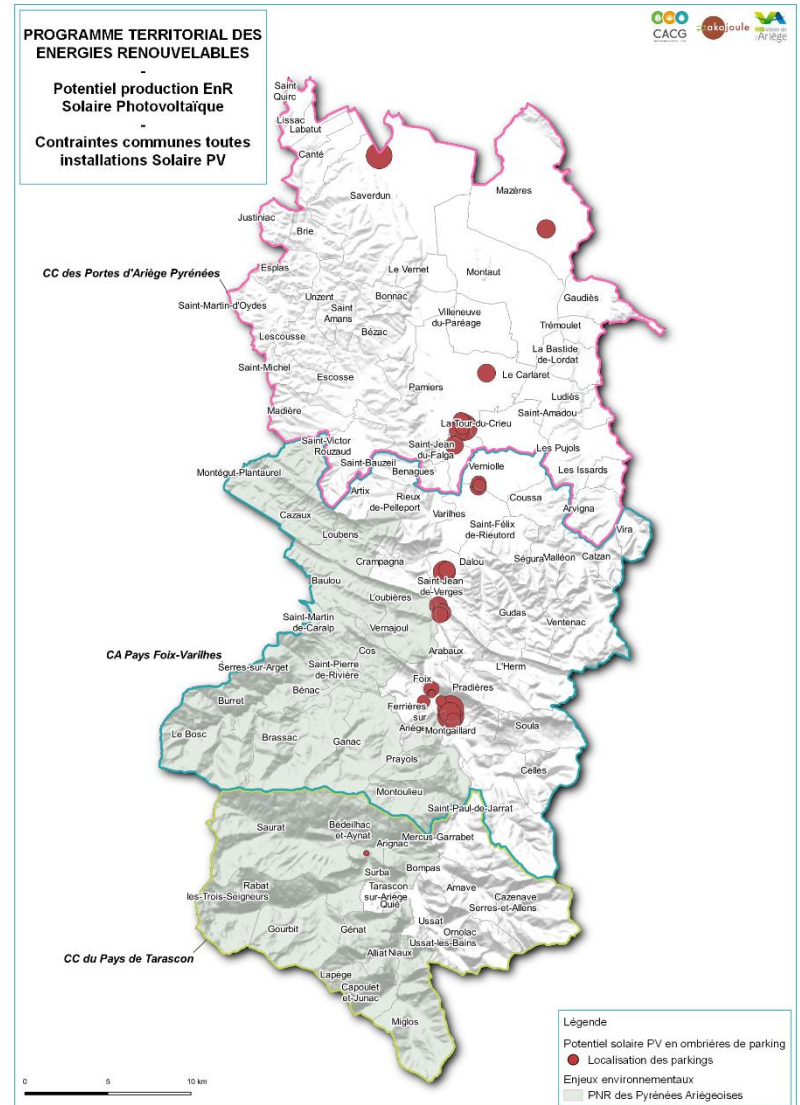 PROGRAMME TERRITORIAL DES
ENERGIES RENOUVELABLES
-
Potentiel production EnR
Solaire Photovoltaïque
-
Contraintes communes toutes
installations Solaire PV
CACG
akajoule
Ariège
Saint
Quirc
Lissac
Labatut
Canté
Saverdun
Mazères
Justiniac
Brie
CC des Portes d'Ariège Pyrénées
Esplas
Le Vernet
Montaut
Saint-Martin-d'Oydes
Unzent
Bonnac
Gaudiès
Saint
Amans
Villeneuve
du-Paréage
Trémoulet
Lescousse
Bézac
La Bastide
de-Lordat
Saint-Michel
Escosse
Le Carlaret
Pamiers
Ludiès
Madière
La Tour-du-Crieu
Saint-Amadou
Saint-Victor
Rouzaud
Saint-Jean
du-Falga
Les Pujols
Saint-Bauzeil
Benagues
Verniolle
Les Issards
Montégut-Plantaurel
Artix
Rieux
de-Pelleport
Coussa
Cazaux
Varilhes
Arvigna
Saint-Félix
de-Rieutord
Vira
Loubens
Crampagna
Dalou
Ségura
Malléon
Calzan
Baulou
Saint-Jean
de-Verges
Loubières
Gudas
Saint-Martin
de-Caralp
Vernajoul
Ventenac
CA Pays Foix-Varilhes
Cos
Arabaux
Serres-sur-Arget
Saint-Pierre
de-Rivière
L'Herm
Bénac
Foix
Pradières
Burret
Ferrières
sur
Ariège
Soula
Le Bosc
Brassac
Ganac
Montgaillard
Prayols
Celles
Montoulieu
Saint-Paul-de-Jarrat
Saurat
Bédeilhac
et-Aynat
Mercus-Garrabet
Arignac
Surba
Bompas
Rabat
les-Trois-Seigneurs
Tarascon
sur-Ariège
Quié
Arnave
Cazenave
Serres-et-Allens
Gourbit
Génat
Ussat
Ornolac
Ussat-les-Bains
CC du Pays de Tarascon
Alliat
Niaux
Lapège
Capoulet
et-Junac
Miglos
Légende
Potentiel solaire PV en ombrières de parking
Localisation des parkings
Enjeux environnementaux
PNR des Pyrénées Ariégeoises
0 5 10 km